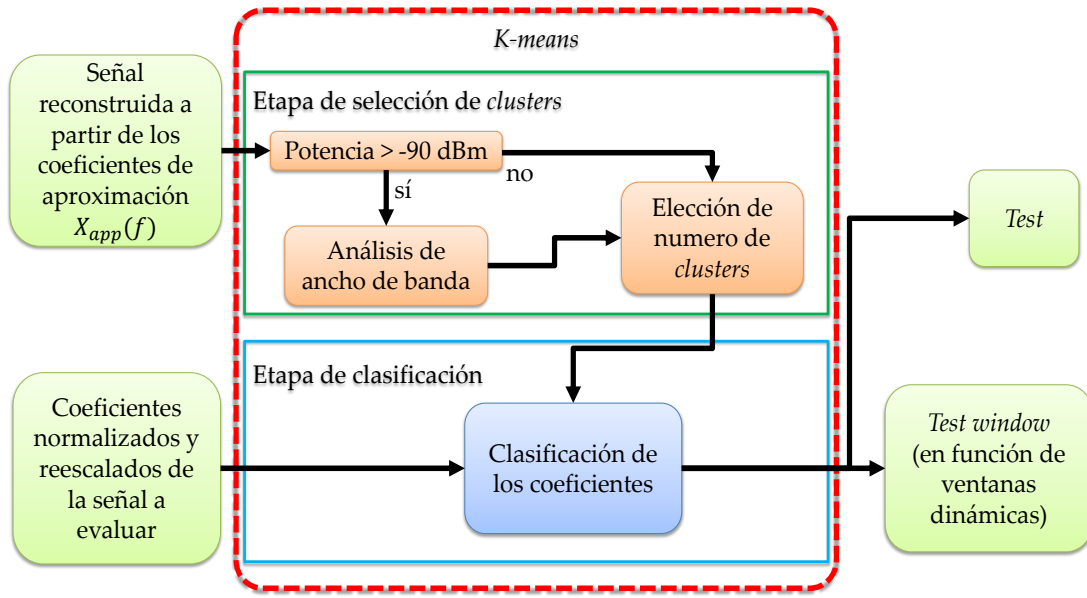 K-means
Señal
reconstruida a
partir de los
coeficientes de
aproximación
X_{app}(f)
Etapa de selección de clusters
Potencia > -90 dBm
no
sí
Análisis de
ancho de banda
Elección de
numero de
clusters
Test
Etapa de clasificación
Coeficientes
normalizados y
reescalados de
la señal a
evaluar
Clasificación de
los coeficientes
Test window
(en función de
ventanas
dinámicas)